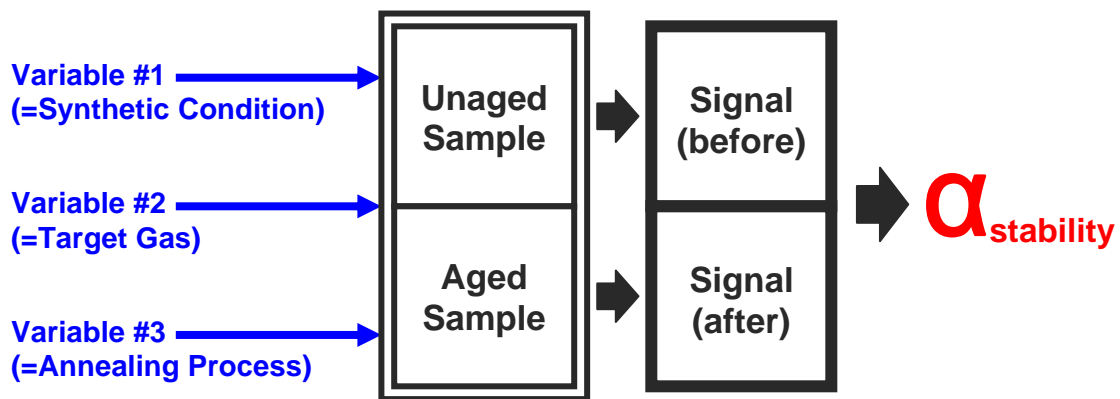 Variable #1
(=Synthetic Condition)
Variable #2
(=Target Gas)
Variable #3
(=Annealing Process)
Unaged
Sample
Aged
Sample
Signal
(before)
Signal
(after)
αstability